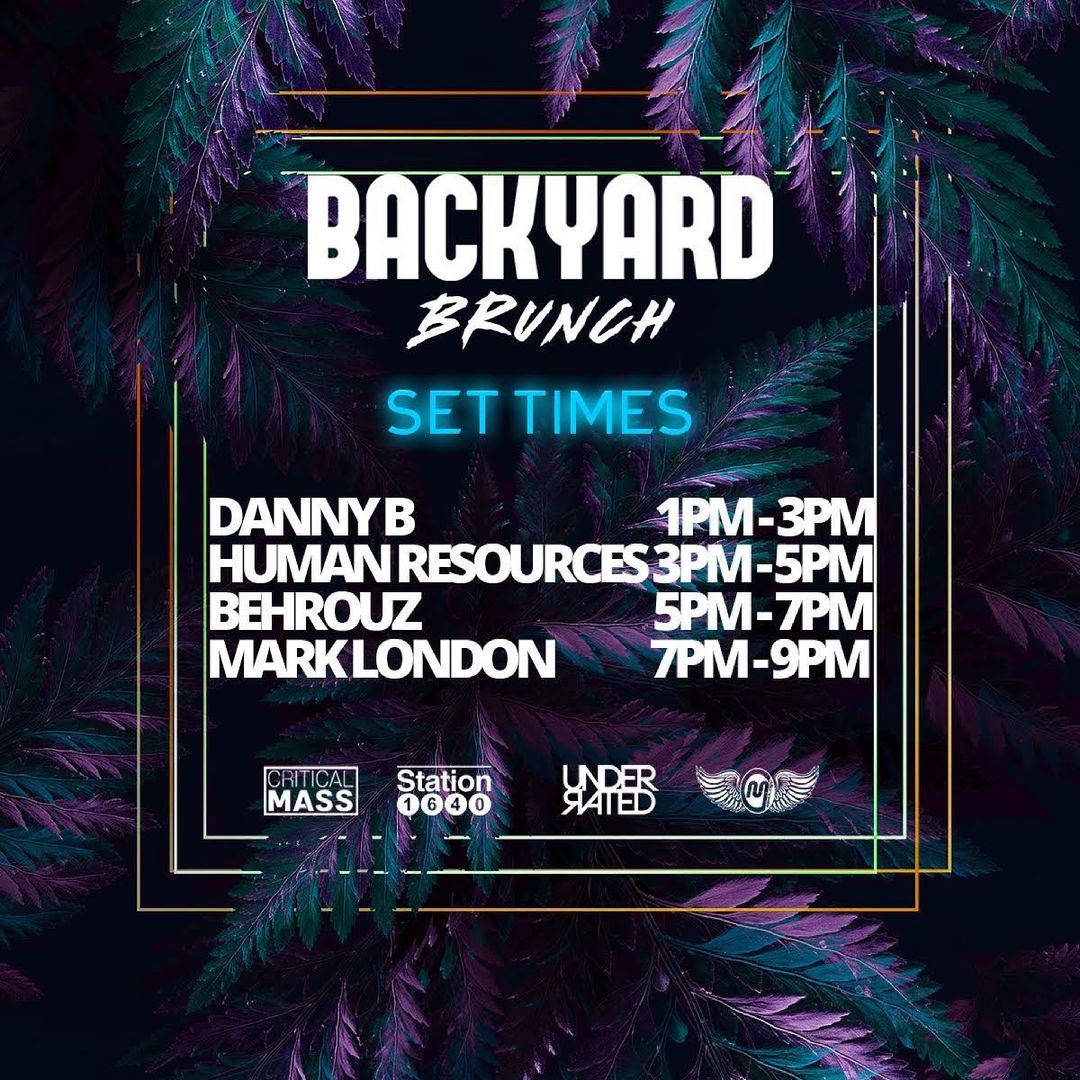 BACKYARD
BRUNCH
SET TIMES
DANNY B 1PM - 3PM
HUMAN RESOURCES 3PM - 5PM
BEHROUZ 5PM - 7PM
MARK LONDON 7PM - 9PM
CRITICAL
MASS
Station
1640
UNDER
RATED